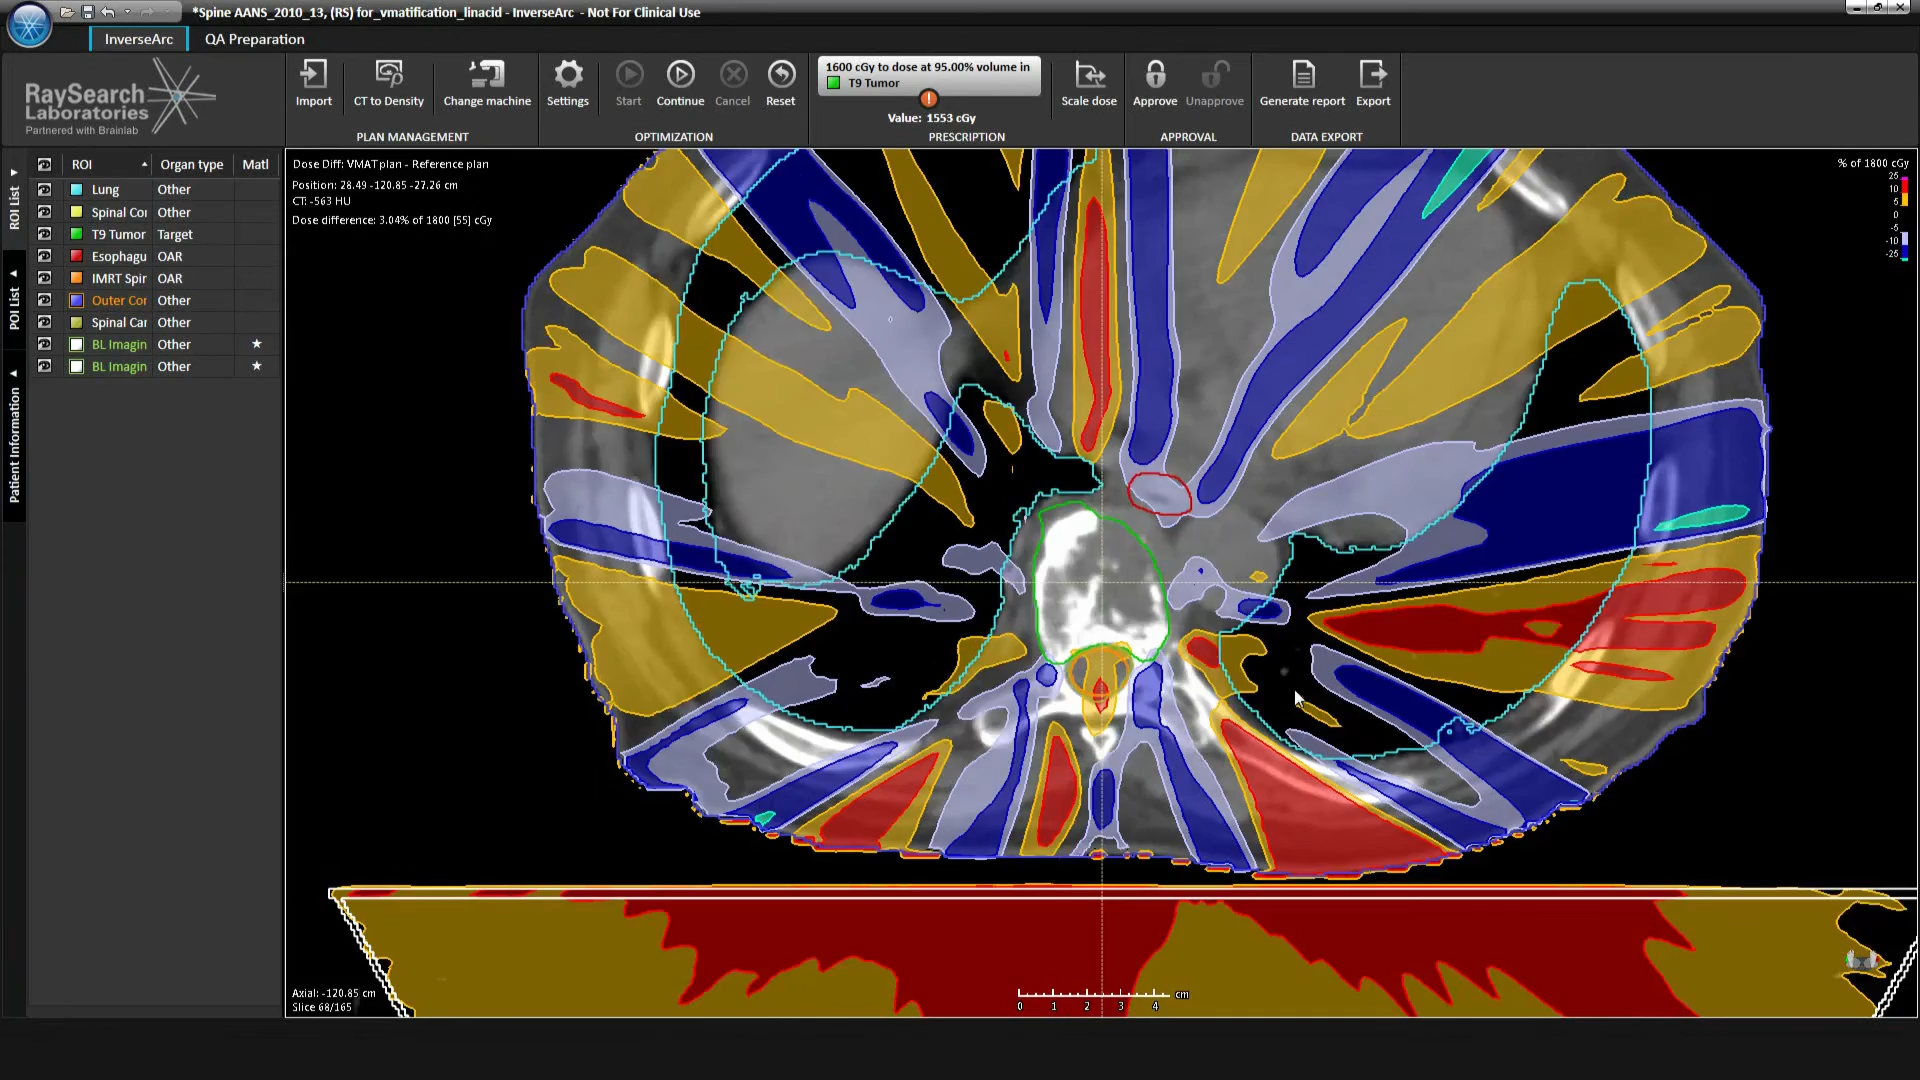 *Spine AANS_2010_13, (RS) for_vmatification_linacid - InverseArc - Not For Clinical Use
InverseArc
QA Preparation
RaySearch
Laboratories
Partnered with Brainlab
Import
CT to Density
Change machine
PLAN MANAGEMENT
Settings
Start
Continue
Cancel
Reset
OPTIMIZATION
1600 cGy to dose at 95.00% volume in
T9 Tumor
Value: 1553 cGy
PRESCRIPTION
Scale dose
Approve
Unapprove
APPROVAL
Generate report
Export
DATA EXPORT
ROI List
POI List
Patient Information
ROI Organ type Matl
Lung Other
Spinal Cor Other
T9 Tumor Target
Esophagu OAR
IMRT Spir OAR
Outer Cor Other
Spinal Car Other
BL Imagin Other ★
BL Imagin Other ★
Dose Diff: VMAT plan - Reference plan
Position: 28.49 -120.85 -27.26 cm
CT: -563 HU
Dose difference: 3.04% of 1800 [55] cGy
% of 1800 cGy
25
10
5
0
-5
-10
-25
Axial: -120.85 cm
Slice 68/165
cm
0 1 2 3 4